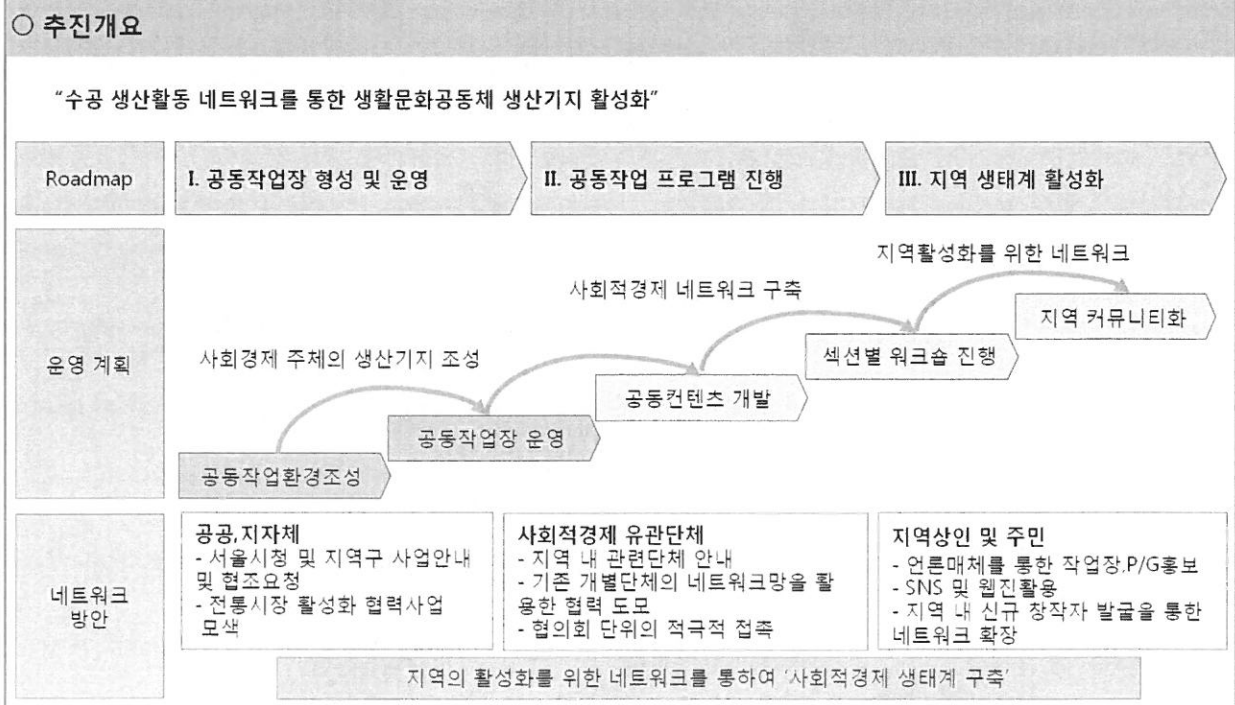 ○ 추진개요
“수공 생산활동 네트워크를 통한 생활문화공동체 생산기지 활성화”
Roadmap
I. 공동작업장 형성 및 운영
II. 공동작업 프로그램 진행
III. 지역 생태계 활성화
운영 계획
지역활성화를 위한 네트워크
사회적경제 네트워크 구축
지역 커뮤니티화
사회경제 주체의 생산기지 조성
섹션별 워크숍 진행
공동컨텐츠 개발
공동작업장 운영
공동작업환경조성
네트워크
방안
공공,지자체
- 서울시청 및 지역구 사업안내
및 협조요청
- 전통시장 활성화 협력사업
모색
사회적경제 유관단체
- 지역 내 관련단체 안내
- 기존 개별단체의 네트워크망을 활
용한 협력 도모
- 협의회 단위의 적극적 접촉
지역상인 및 주민
- 언론매체를 통한 작업장,P/G홍보
- SNS 및 웹진활용
- 지역 내 신규 창작자 발굴을 통한
네트워크 확장
지역의 활성화를 위한 네트워크를 통하여 ‘사회적경제 생태계 구축’